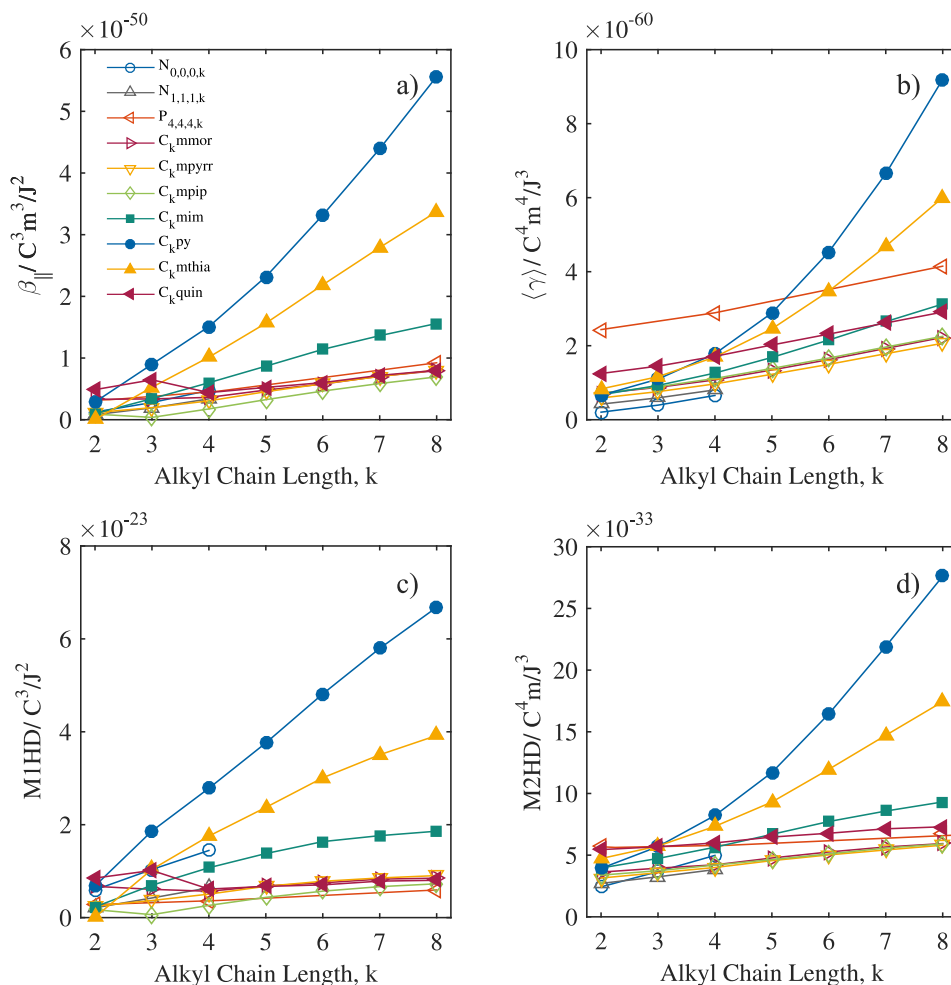 ×10⁻⁵⁰
a)
6
5
4
3
2
1
0
β_|| / C³m³/J²
N₀,₀,₀,ₖ
N₁,₁,₁,ₖ
P₄,₄,₄,ₖ
Cₖmmor
Cₖmpyrr
Cₖmpip
Cₖmim
Cₖpy
Cₖmthia
Cₖquin
2 3 4 5 6 7 8
Alkyl Chain Length, k
×10⁻⁶⁰
b)
10
8
6
4
2
0
⟨γ⟩ / C⁴m⁴/J³
2 3 4 5 6 7 8
Alkyl Chain Length, k
×10⁻²³
c)
8
6
4
2
0
M1HD/ C³/J²
2 3 4 5 6 7 8
Alkyl Chain Length, k
×10⁻³³
d)
30
25
20
15
10
5
0
M2HD/ C⁴m/J³
2 3 4 5 6 7 8
Alkyl Chain Length, k